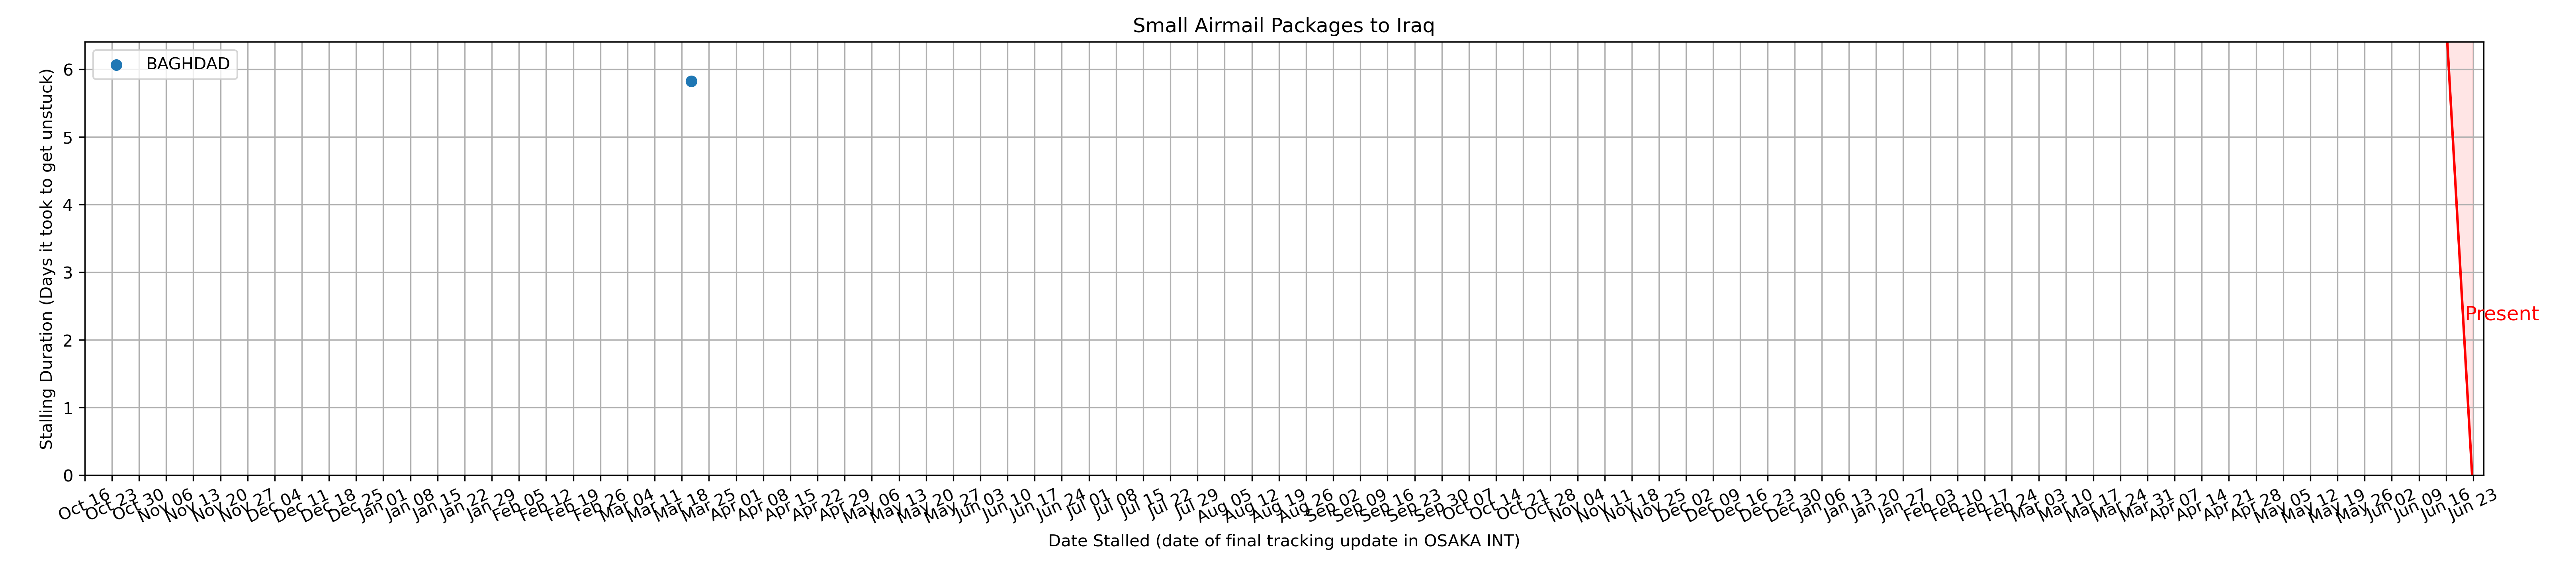 Small Airmail Packages to Iraq
BAGHDAD
Stalling Duration (Days it took to get unstuck)
6
5
4
3
2
1
0
Present
Oct 16
Oct 23
Oct 30
Nov 06
Nov 13
Nov 20
Nov 27
Dec 04
Dec 11
Dec 18
Dec 25
Jan 01
Jan 08
Jan 15
Jan 22
Jan 29
Feb 05
Feb 12
Feb 19
Feb 26
Mar 04
Mar 11
Mar 18
Mar 25
Apr 01
Apr 08
Apr 15
Apr 22
Apr 29
May 06
May 13
May 20
May 27
Jun 03
Jun 10
Jun 17
Jun 24
Jul 01
Jul 08
Jul 15
Jul 22
Jul 29
Aug 05
Aug 12
Aug 19
Aug 26
Sep 02
Sep 09
Sep 16
Sep 23
Sep 30
Oct 07
Oct 14
Oct 21
Oct 28
Nov 04
Nov 11
Nov 18
Nov 25
Dec 02
Dec 09
Dec 16
Dec 23
Dec 30
Jan 06
Jan 13
Jan 20
Jan 27
Feb 03
Feb 10
Feb 17
Feb 24
Mar 03
Mar 10
Mar 17
Mar 24
Mar 31
Apr 07
Apr 14
Apr 21
Apr 28
May 05
May 12
May 19
May 26
Jun 02
Jun 09
Jun 16
Jun 23
Date Stalled (date of final tracking update in OSAKA INT)